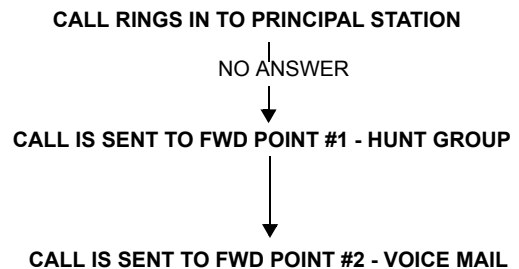 CALL RINGS IN TO PRINCIPAL STATION
NO ANSWER
CALL IS SENT TO FWD POINT #1 - HUNT GROUP
CALL IS SENT TO FWD POINT #2 - VOICE MAIL